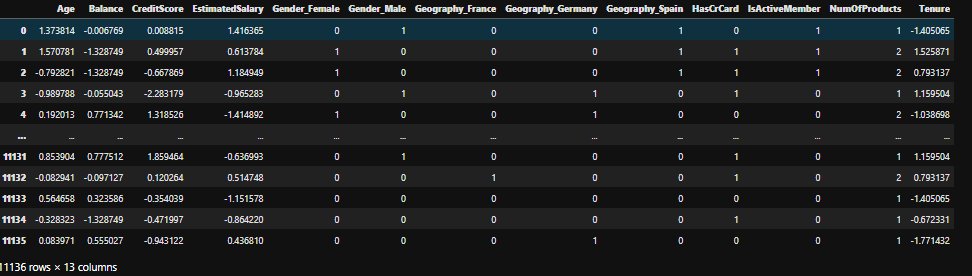 Age Balance CreditScore EstimatedSalary Gender_Female Gender_Male Geography_France Geography_Germany Geography_Spain HasCrCard IsActiveMember NumOfProducts Tenure
0 1.373814 -0.006769 0.008815 1.416365 0 1 0 0 1 0 1 1 -1.405065
1 1.570781 -1.328749 0.499957 0.613784 1 0 0 0 1 1 1 2 1.525871
2 -0.792821 -1.328749 -0.667869 1.184949 1 0 0 0 1 1 1 2 0.793137
3 -0.989788 -0.055043 -2.283179 -0.965283 0 1 0 1 0 1 0 1 1.159504
4 0.192013 0.771342 1.318526 -1.414892 1 0 0 1 0 0 0 2 -1.038698
... ... ... ... ... ... ... ... ... ... ... ... ... ...
11131 0.853904 0.777512 1.859464 -0.636993 0 1 0 0 0 1 0 1 1.159504
11132 -0.082941 -0.097127 0.120264 0.514748 0 0 1 0 0 1 0 2 0.793137
11133 0.564658 0.323586 -0.354039 -1.151578 0 0 0 0 0 0 0 1 -1.405065
11134 -0.328323 -1.328749 -0.471997 -0.864220 0 0 0 0 0 1 0 1 -0.672331
11135 0.083971 0.555027 -0.943122 0.436810 0 0 0 1 0 0 0 1 -1.771432
11136 rows × 13 columns